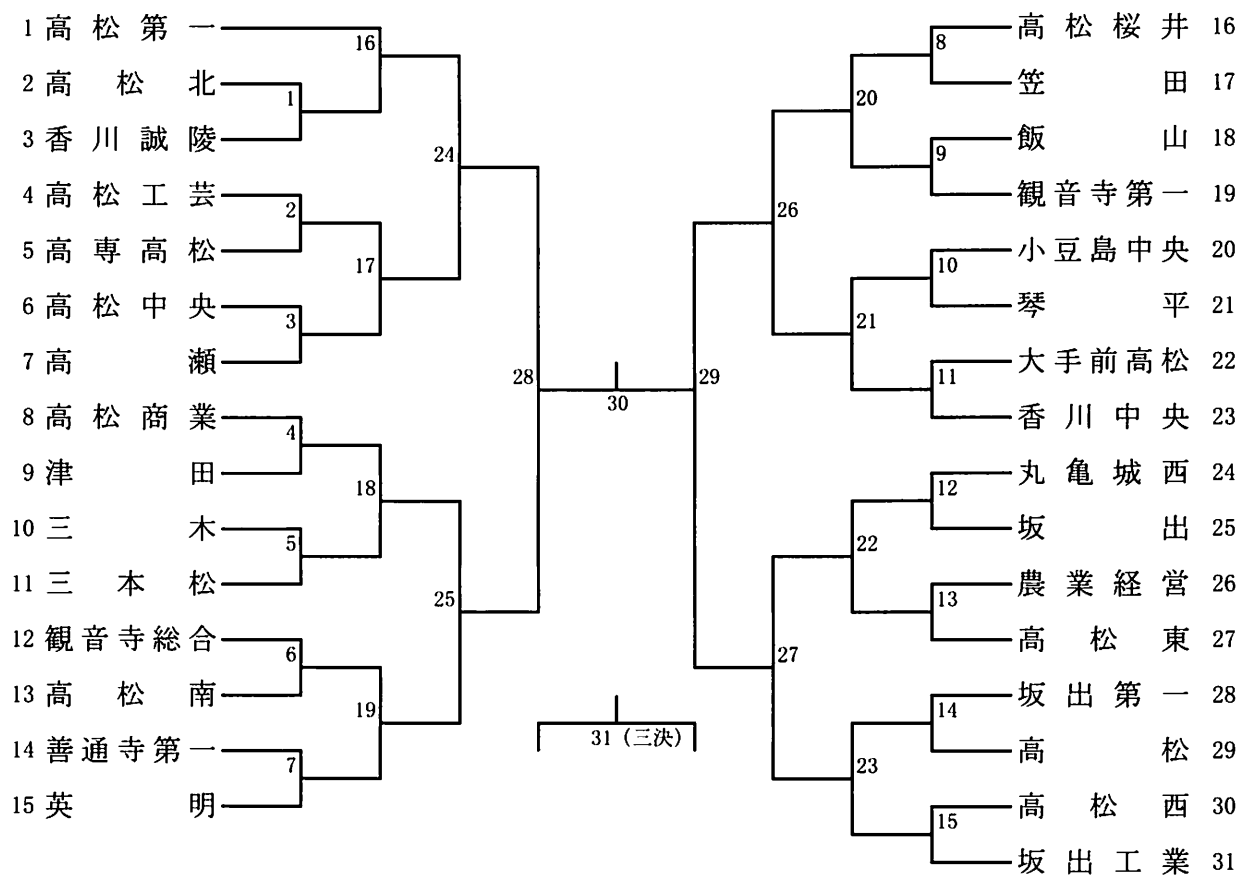 1 高松第一
2 高松北
3 香川誠陵
4 高松工芸
5 高専高松
6 高松中央
7 高瀬
8 高松商業
9 津田
10 三木
11 三本松
12 観音寺総合
13 高松南
14 善通寺第一
15 英明
1
2
3
4
5
6
7
16
17
18
19
24
25
28
30
31 (三決)
29
26
27
20
21
22
23
8
9
10
11
12
13
14
15
高松桜井 16
笠田 17
飯山 18
観音寺第一 19
小豆島中央 20
琴平 21
大手前高松 22
香川中央 23
丸亀城西 24
坂出 25
農業経営 26
高松東 27
坂出第一 28
高松 29
高松西 30
坂出工業 31